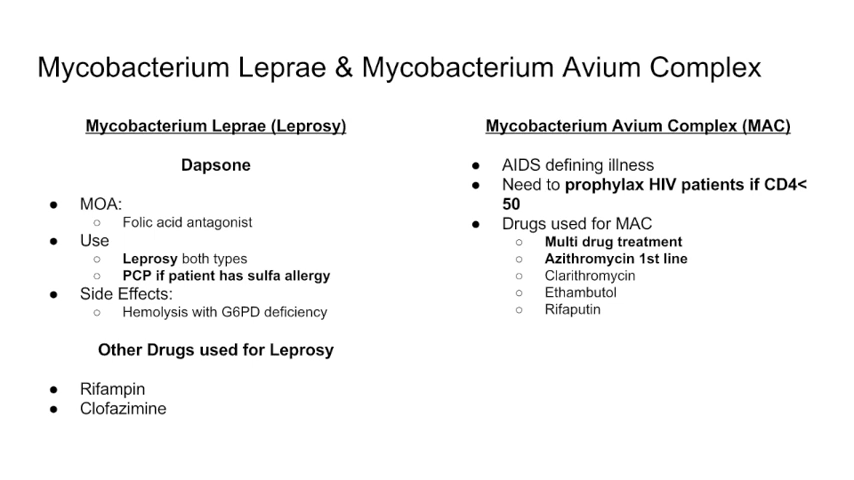 Mycobacterium Leprae & Mycobacterium Avium Complex
Mycobacterium Leprae (Leprosy)
Dapsone
● MOA:
○ Folic acid antagonist
● Use
○ Leprosy both types
○ PCP if patient has sulfa allergy
● Side Effects:
○ Hemolysis with G6PD deficiency
Other Drugs used for Leprosy
● Rifampin
● Clofazimine
Mycobacterium Avium Complex (MAC)
● AIDS defining illness
● Need to prophylax HIV patients if CD4<
50
● Drugs used for MAC
○ Multi drug treatment
○ Azithromycin 1st line
○ Clarithromycin
○ Ethambutol
○ Rifaputin